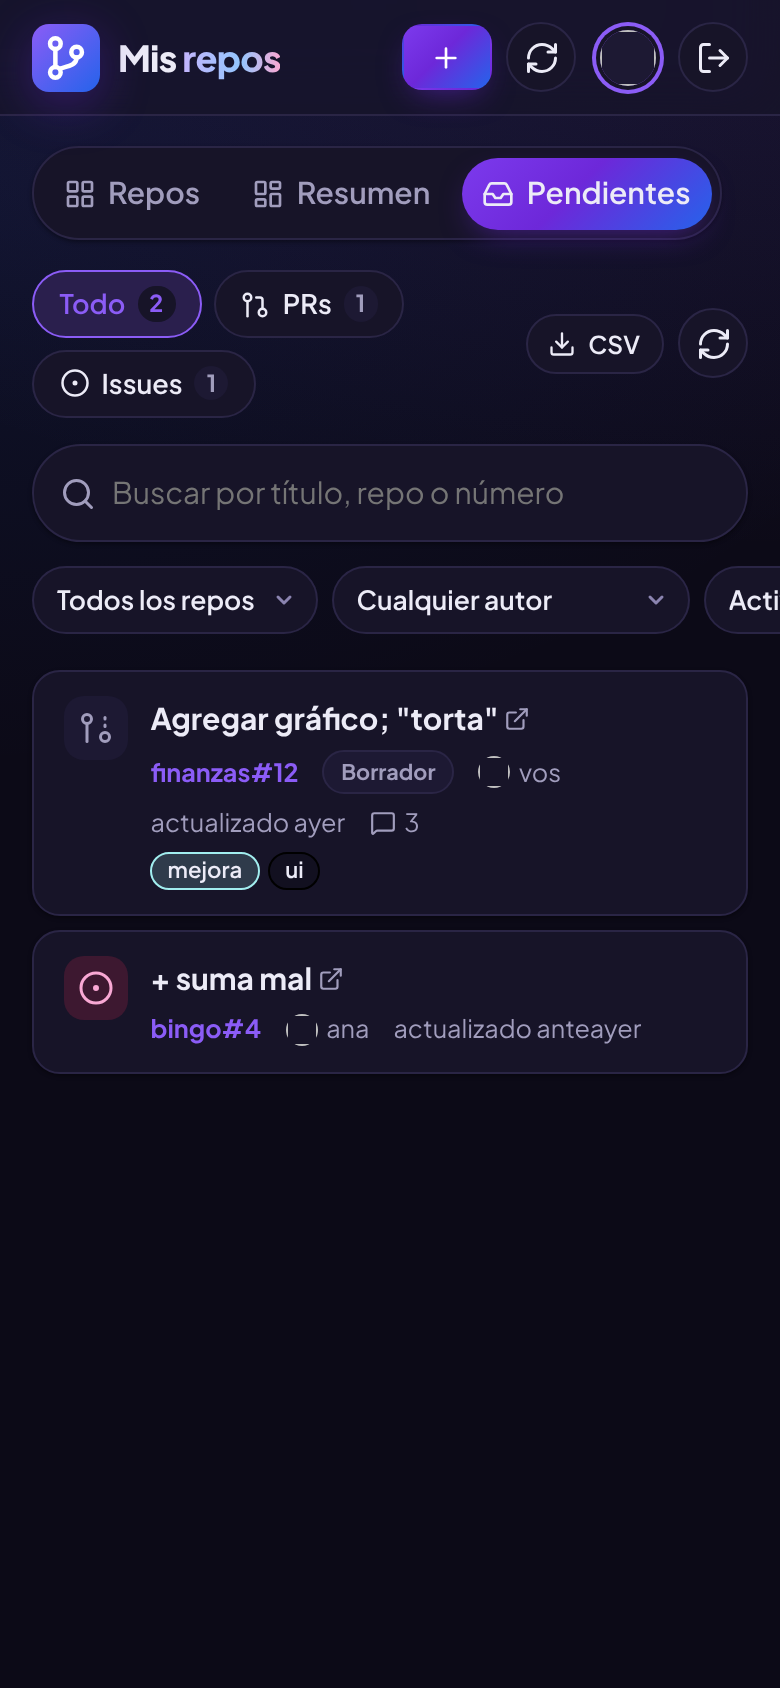 Mis repos
Repos Resumen Pendientes
Todo 2 PRs 1
Issues 1
CSV
Buscar por título, repo o número
Todos los repos Cualquier autor Acti
Agregar gráfico; "torta"
finanzas#12 Borrador vos
actualizado ayer 3
mejora ui
+ suma mal
bingo#4 ana actualizado anteayer